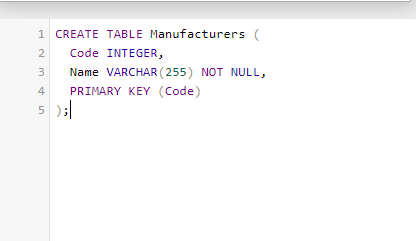 1 CREATE TABLE Manufacturers (
2   Code INTEGER,
3   Name VARCHAR(255) NOT NULL,
4   PRIMARY KEY (Code)
5 );